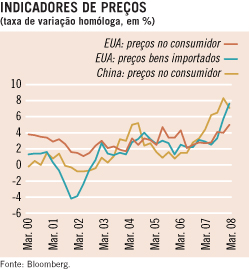 INDICADORES DE PREÇOS
(taxa de variação homóloga, em %)
EUA: preços no consumidor
EUA: preços bens importados
China: preços no consumidor
10
8
6
4
2
0
-2
-4
-6
Mar. 00
Mar. 01
Mar. 02
Mar. 03
Mar. 04
Mar. 05
Mar. 06
Mar. 07
Mar. 08
Fonte: Bloomberg.